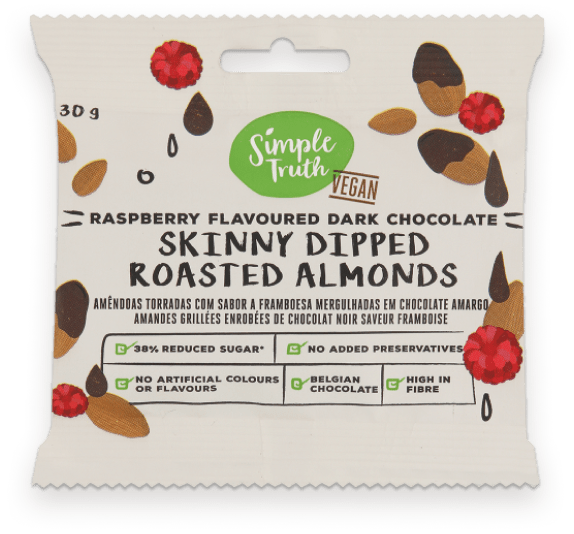 30 g
Simple
Truth
VEGAN
RASPBERRY FLAVOURED DARK CHOCOLATE
SKINNY DIPPED
ROASTED ALMONDS
AMÊNDOAS TORRADAS COM SABOR A FRAMBOESA MERGULHADAS EM CHOCOLATE AMARGO
AMANDES GRILLÉES ENROBÉES DE CHOCOLAT NOIR SAVEUR FRAMBOISE
38% REDUCED SUGAR*
NO ADDED PRESERVATIVES
NO ARTIFICIAL COLOURS
OR FLAVOURS
BELGIAN
CHOCOLATE
HIGH IN
FIBRE